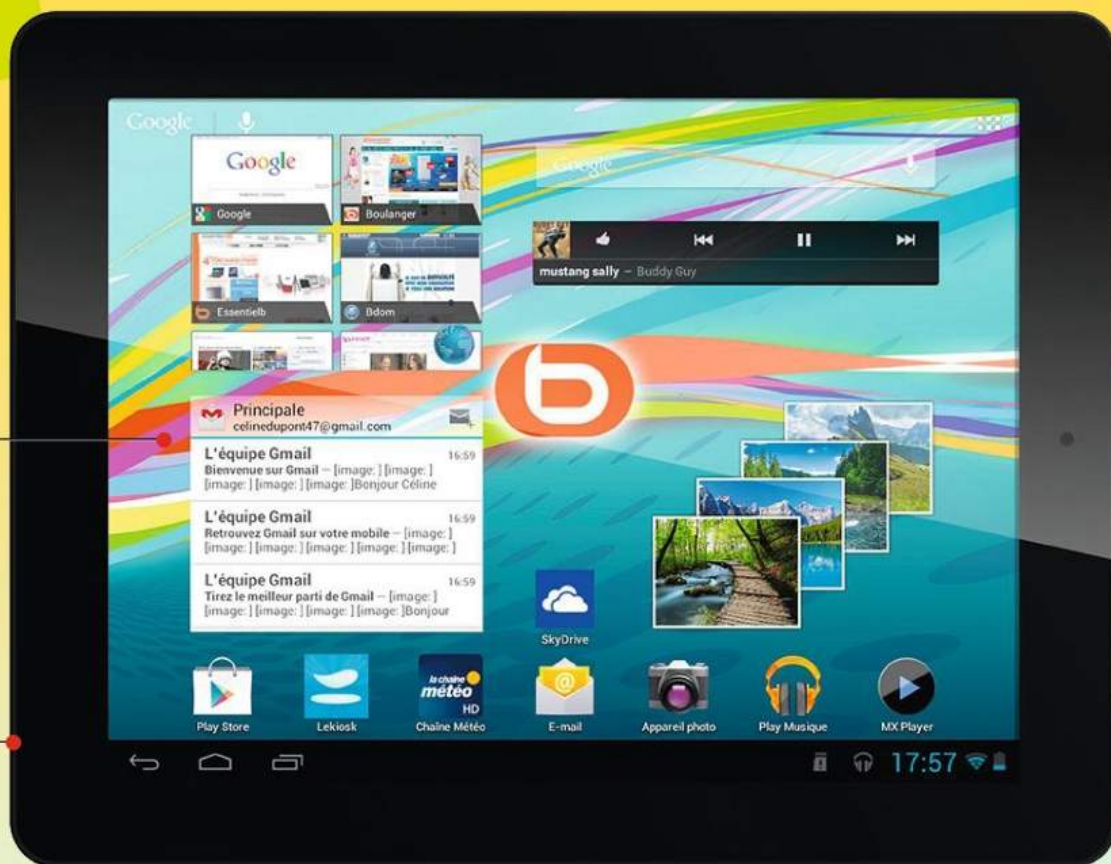 Google
Google
Google
Boulanger
Essentielb
Bdom
Google
mustang sally – Buddy Guy
b
Principale
celinedupont47@gmail.com
L'équipe Gmail 16:59
Bienvenue sur Gmail – [image: ] [image: ]
[image: ] [image: ] [image: ]Bonjour Céline
L'équipe Gmail 16:59
Retrouvez Gmail sur votre mobile – [image: ]
[image: ] [image: ] [image: ] [image: ] [image: ]
L'équipe Gmail 16:59
Tirez le meilleur parti de Gmail – [image: ]
[image: ] [image: ] [image: ] [image: ]Bonjour
SkyDrive
la chaîne
météo
HD
Play Store Lekiosk Chaîne Météo E-mail Appareil photo Play Musique MX Player
17:57